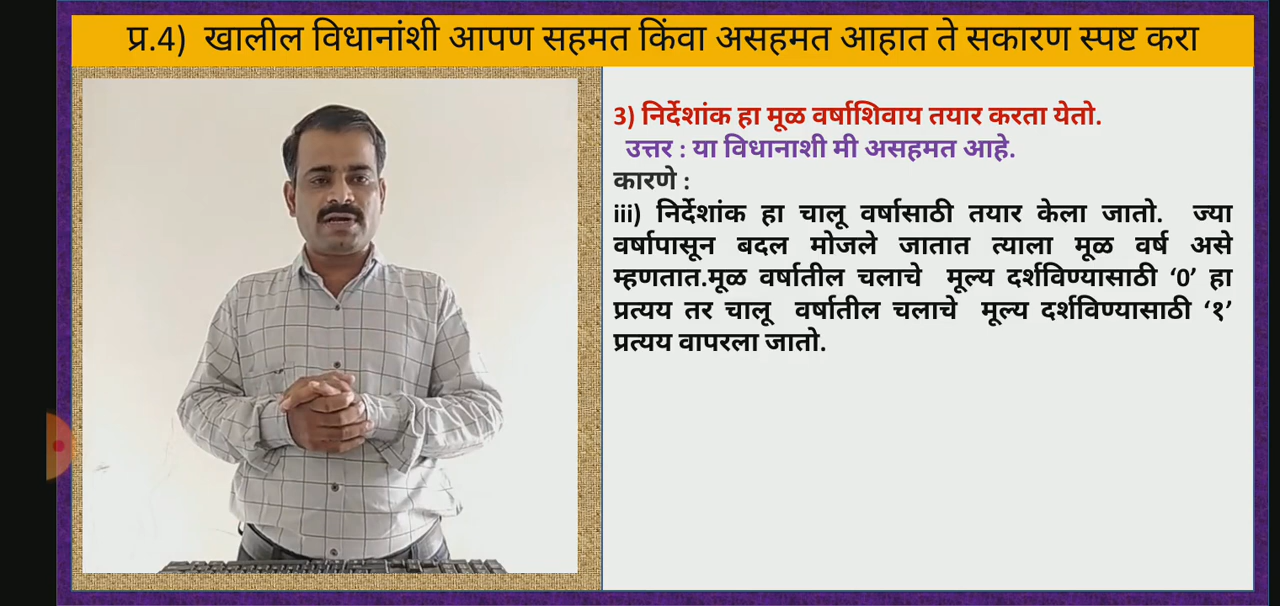 प्र.4) खालील विधानांशी आपण सहमत किंवा असहमत आहात ते सकारण स्पष्ट करा
3) निर्देशांक हा मूळ वर्षाशिवाय तयार करता येतो.
उत्तर : या विधानाशी मी असहमत आहे.
कारणे :
iii) निर्देशांक हा चालू वर्षासाठी तयार केला जातो. ज्या
वर्षापासून बदल मोजले जातात त्याला मूळ वर्ष असे
म्हणतात.मूळ वर्षातील चलाचे मूल्य दर्शविण्यासाठी ‘0’ हा
प्रत्यय तर चालू वर्षातील चलाचे मूल्य दर्शविण्यासाठी ‘१’
प्रत्यय वापरला जातो.